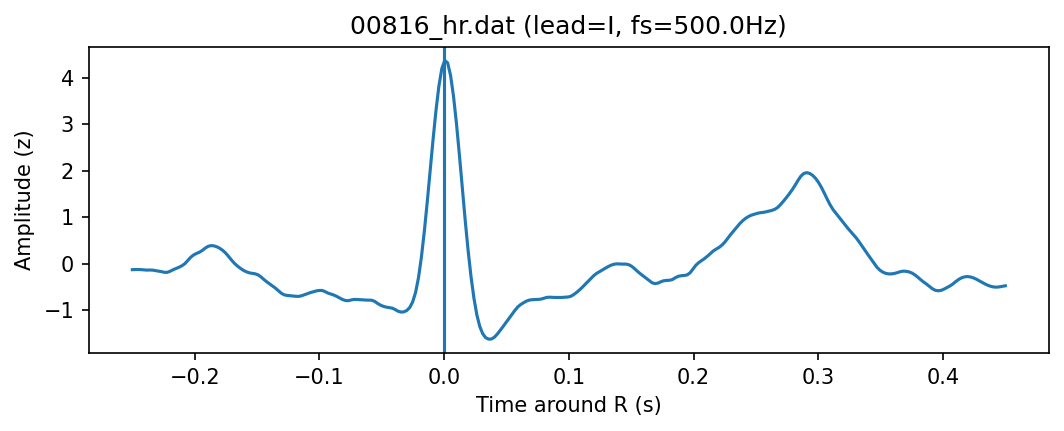 00816_hr.dat (lead=I, fs=500.0Hz)
Amplitude (z)
4
3
2
1
0
−1
−0.2 −0.1 0.0 0.1 0.2 0.3 0.4
Time around R (s)